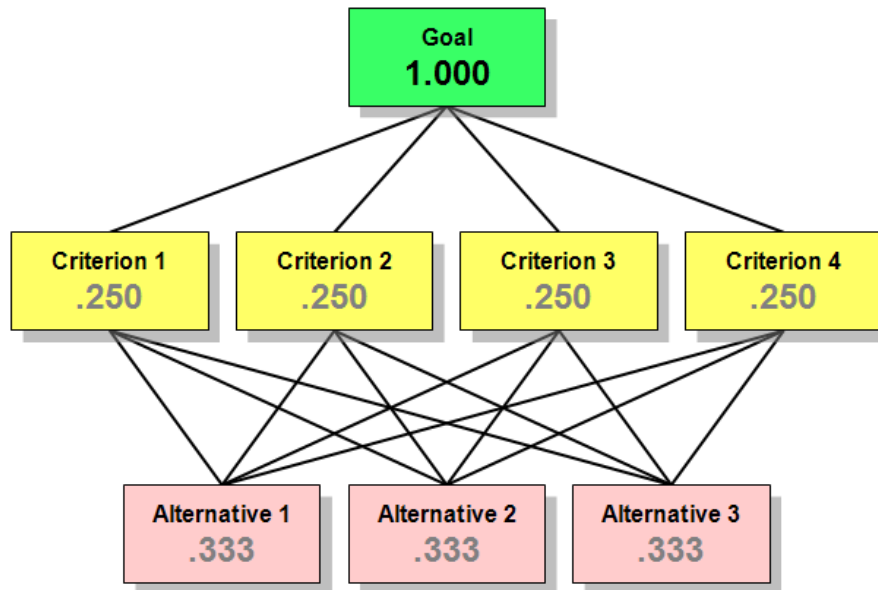 Goal
1.000
Criterion 1
.250
Criterion 2
.250
Criterion 3
.250
Criterion 4
.250
Alternative 1
.333
Alternative 2
.333
Alternative 3
.333